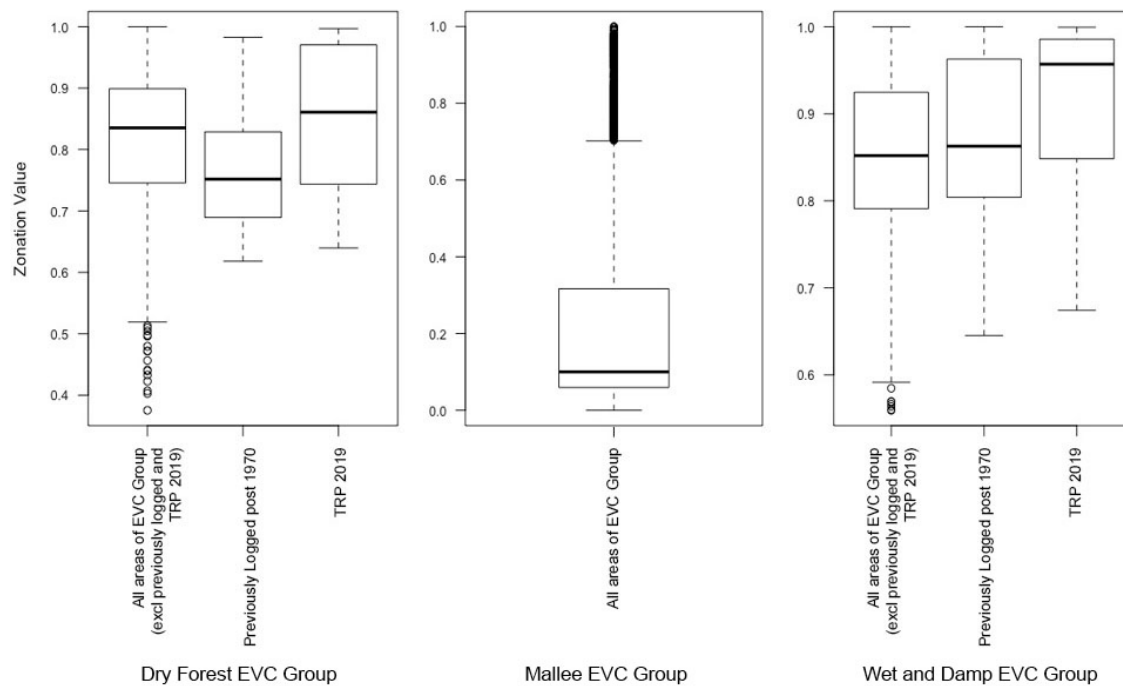 Zonation Value
1.0
0.9
0.8
0.7
0.6
0.5
0.4
All areas of EVC Group
(excl previously logged and
TRP 2019)
Previously Logged post 1970
TRP 2019
Dry Forest EVC Group
1.0
0.8
0.6
0.4
0.2
0.0
All areas of EVC Group
Mallee EVC Group
1.0
0.9
0.8
0.7
0.6
All areas of EVC Group
(excl previously logged and
TRP 2019)
Previously Logged post 1970
TRP 2019
Wet and Damp EVC Group